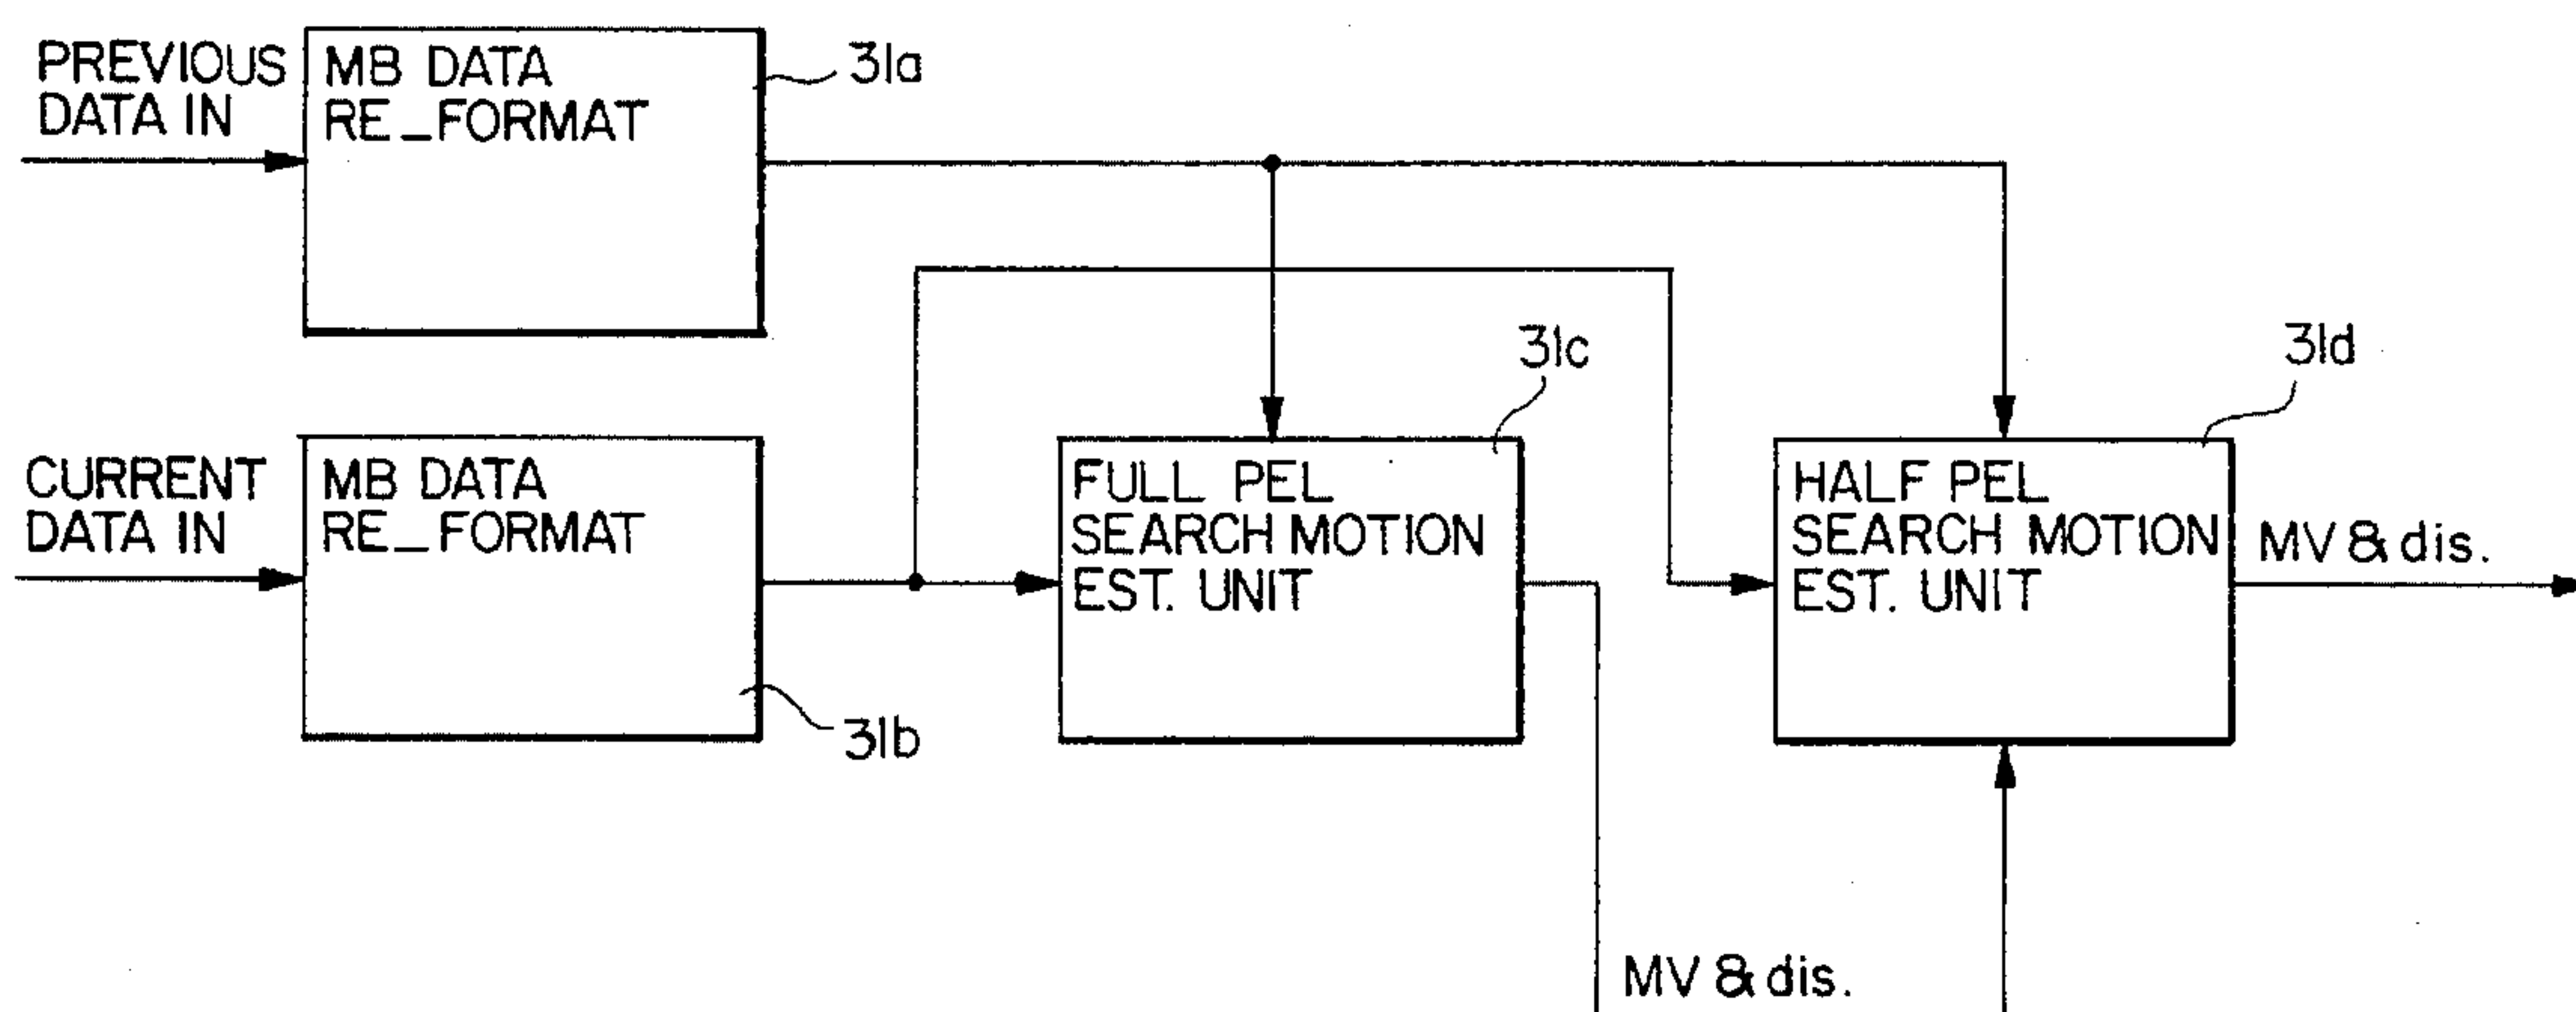 PREVIOUS
DATA IN
MB DATA
RE_FORMAT
31a
CURRENT
DATA IN
MB DATA
RE_FORMAT
31b
FULL PEL
SEARCH MOTION
EST. UNIT
31c
HALF PEL
SEARCH MOTION
EST. UNIT
31d
MV & dis.
MV & dis.